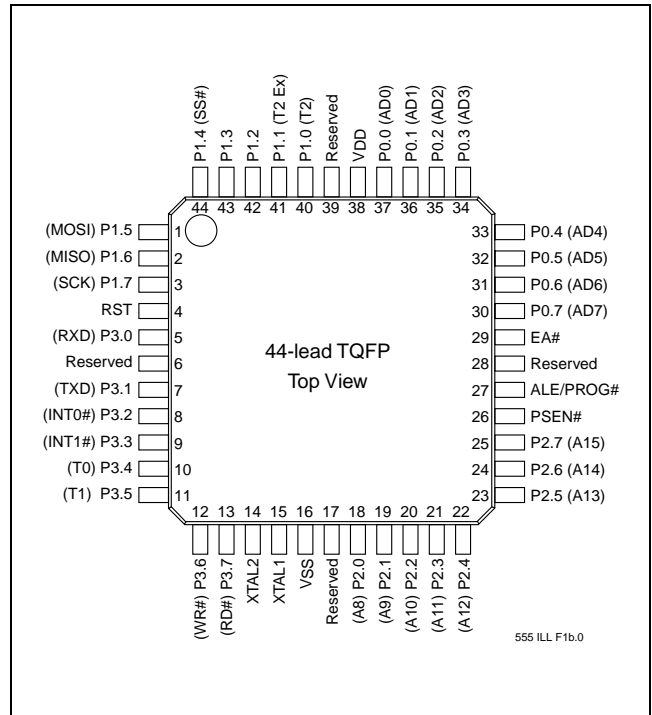 P1.4 (SS#)
P1.3
P1.2
P1.1 (T2 Ex)
P1.0 (T2)
Reserved
VDD
P0.0 (AD0)
P0.1 (AD1)
P0.2 (AD2)
P0.3 (AD3)
44 43 42 41 40 39 38 37 36 35 34
(MOSI) P1.5 1
(MISO) P1.6 2
(SCK) P1.7 3
RST 4
(RXD) P3.0 5
Reserved 6
(TXD) P3.1 7
(INT0#) P3.2 8
(INT1#) P3.3 9
(T0) P3.4 10
(T1) P3.5 11
44-lead TQFP
Top View
33 P0.4 (AD4)
32 P0.5 (AD5)
31 P0.6 (AD6)
30 P0.7 (AD7)
29 EA#
28 Reserved
27 ALE/PROG#
26 PSEN#
25 P2.7 (A15)
24 P2.6 (A14)
23 P2.5 (A13)
12 13 14 15 16 17 18 19 20 21 22
(WR#) P3.6
(RD#) P3.7
XTAL2
XTAL1
VSS
Reserved
(A8) P2.0
(A9) P2.1
(A10) P2.2
(A11) P2.3
(A12) P2.4
555 ILL F1b.0